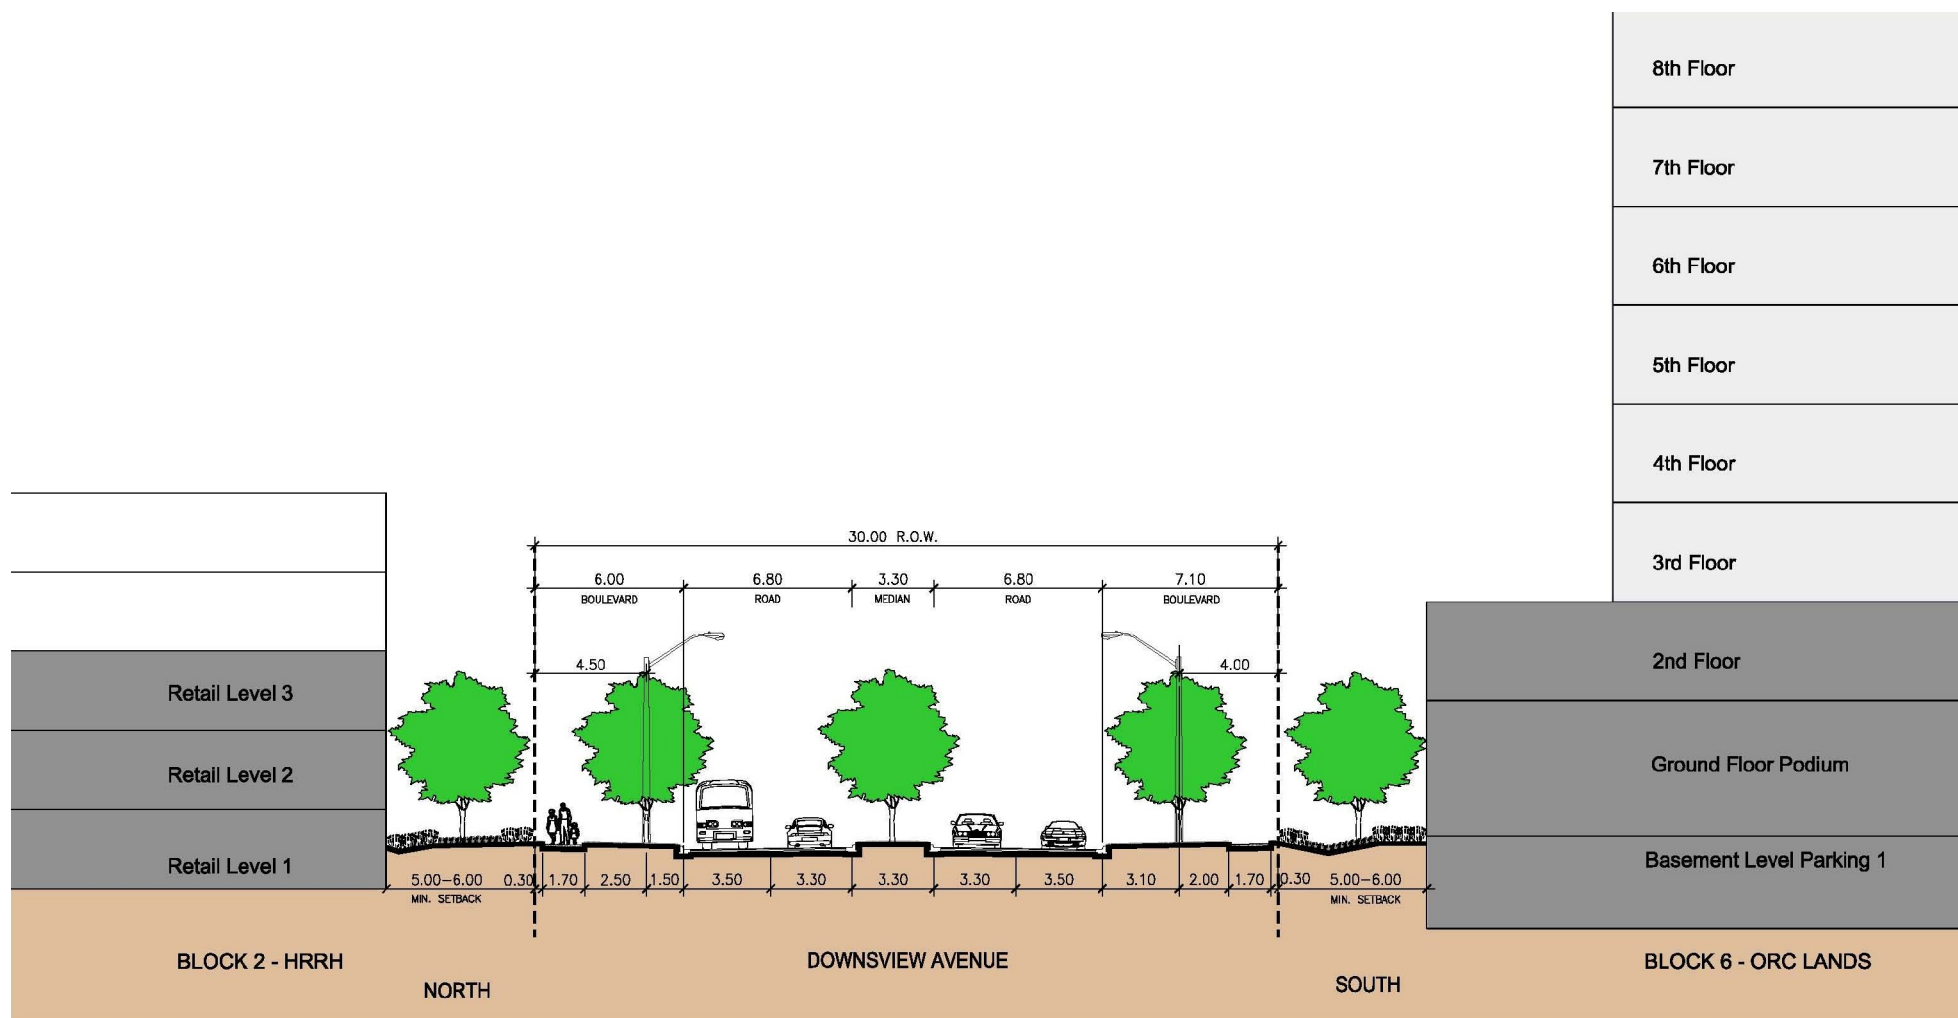 8th Floor
7th Floor
6th Floor
5th Floor
4th Floor
3rd Floor
2nd Floor
Ground Floor Podium
Basement Level Parking 1
30.00 R.O.W.
6.00 6.80 3.30 6.80 7.10
BOULEVARD ROAD MEDIAN ROAD BOULEVARD
4.50 4.00
Retail Level 3
Retail Level 2
Retail Level 1
5.00-6.00 0.30 1.70 2.50 1.50 3.50 3.30 3.30 3.30 3.50 3.10 2.00 1.70 0.30 5.00-6.00
MIN. SETBACK MIN. SETBACK
BLOCK 2 - HRRH DOWNSVIEW AVENUE BLOCK 6 - ORC LANDS
NORTH SOUTH